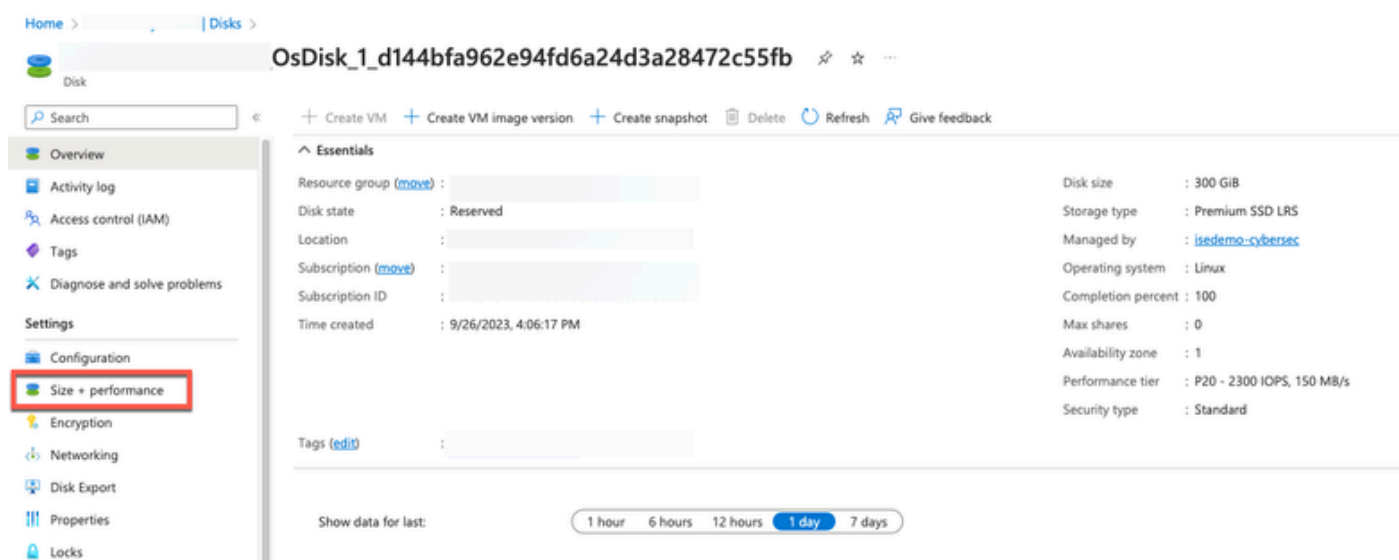 Home > | Disks >
OsDisk_1_d144bfa962e94fd6a24d3a28472c55fb ...
Disk
Search «
+ Create VM + Create VM image version + Create snapshot Delete Refresh Give feedback
Overview
Activity log
Access control (IAM)
Tags
Diagnose and solve problems
Settings
Configuration
Size + performance
Encryption
Networking
Disk Export
Properties
Locks
Essentials
Resource group (move) :
Disk state : Reserved
Location :
Subscription (move) :
Subscription ID :
Time created : 9/26/2023, 4:06:17 PM
Tags (edit) :
Disk size : 300 GiB
Storage type : Premium SSD LRS
Managed by : isedemo-cybersec
Operating system : Linux
Completion percent : 100
Max shares : 0
Availability zone : 1
Performance tier : P20 - 2300 IOPS, 150 MB/s
Security type : Standard
Show data for last: 1 hour 6 hours 12 hours 1 day 7 days